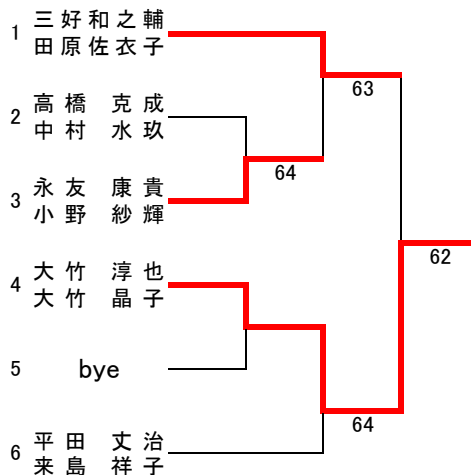 1 三好和之輔
田原佐衣子
63
2 高橋 克成
中村 水玖
64
3 永友 康貴
小野 紗輝
62
4 大竹 淳也
大竹 晶子
5 bye
64
6 平田 丈治
来島 祥子